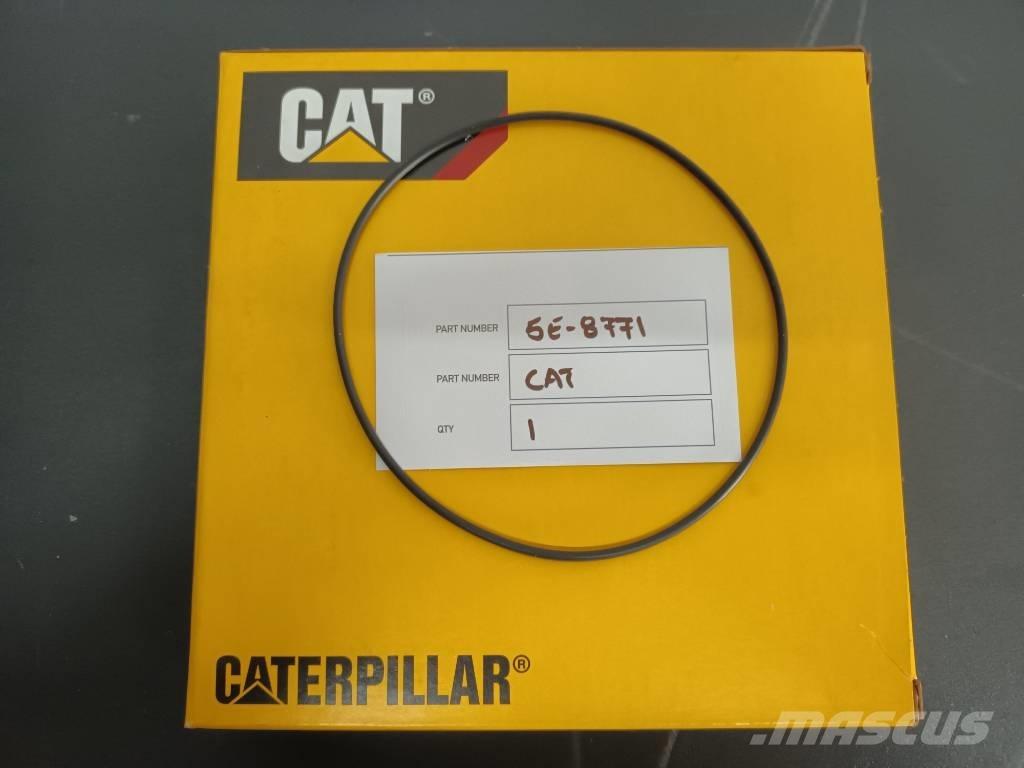 CAT®
PART NUMBER 5E-8771
PART NUMBER CAT
QTY 1
CATERPILLAR®
mascus